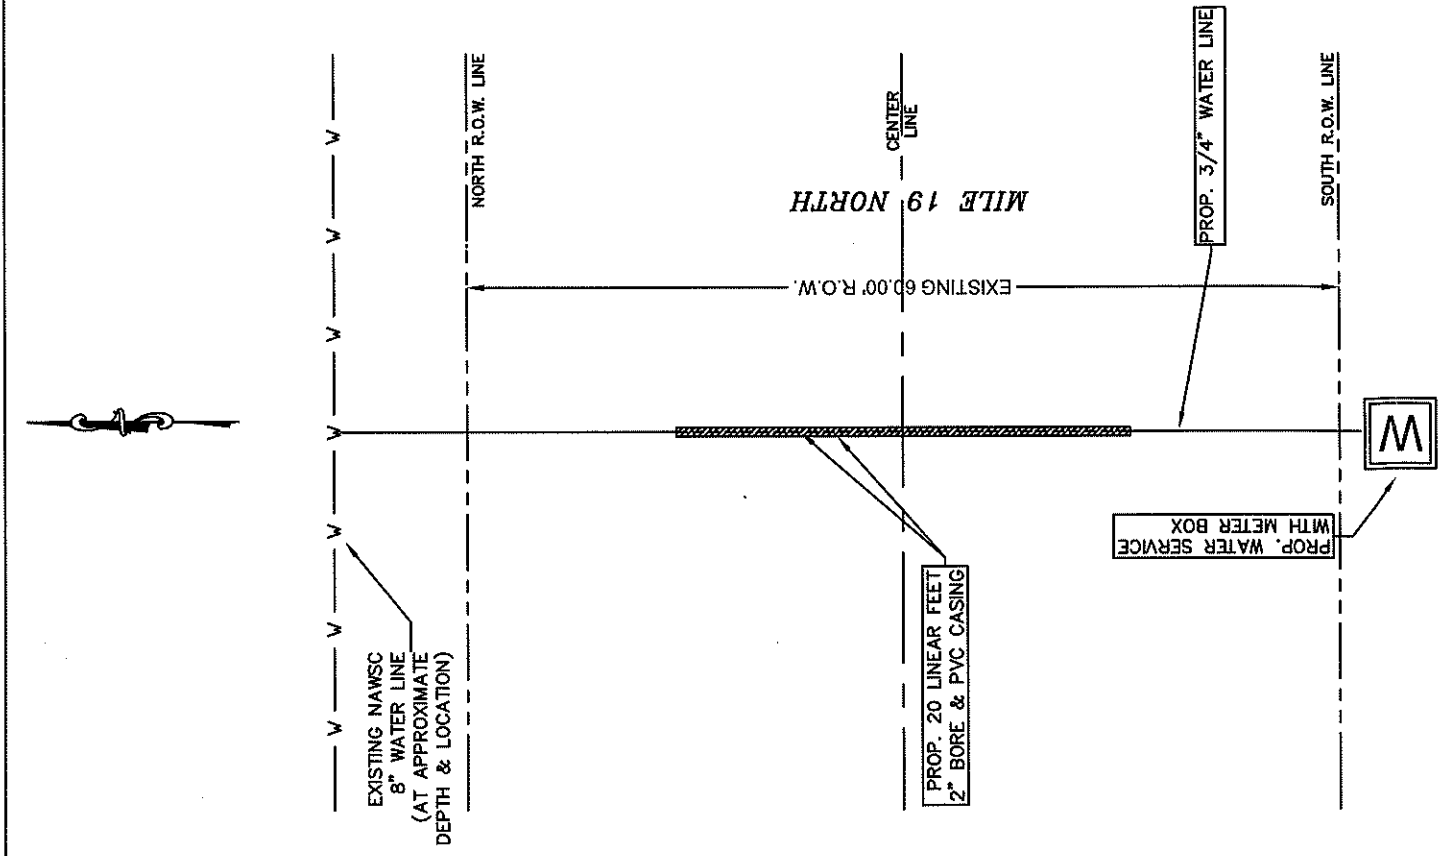 W W W W W W W
EXISTING NAWSC
8" WATER LINE
(AT APPROXIMATE
DEPTH & LOCATION)
NORTH R.O.W. LINE
CENTER
LINE
MILE 19 NORTH
EXISTING 60.00' R.O.W.
PROP. 3/4" WATER LINE
SOUTH R.O.W. LINE
PROP. 20 LINEAR FEET
2" BORE & PVC CASING
PROP. WATER SERVICE
WITH METER BOX
W